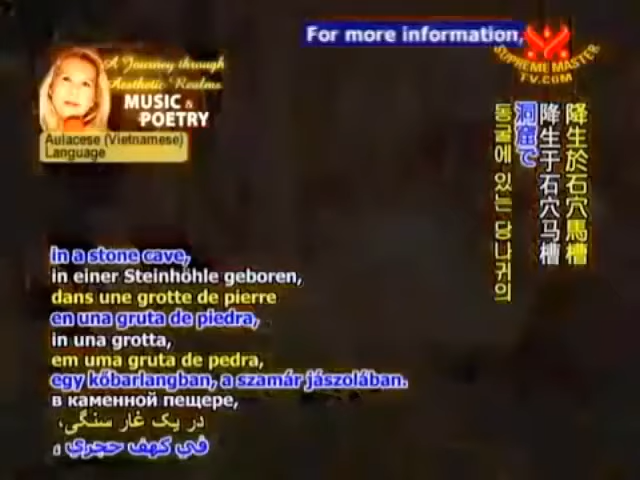 For more information,
SUPREME MASTER
TV.COM
A Journey through
Aesthetic Realms
MUSIC &
POETRY
Aulacese (Vietnamese)
Language
降生於石穴馬槽
降生于石穴马槽
洞窟で
동굴에 있는 당나귀의
in a stone cave,
in einer Steinhöhle geboren,
dans une grotte de pierre
en una gruta de piedra,
in una grotta,
em uma gruta de pedra,
egy kőbarlangban, a szamár jászolában.
в каменной пещере,
در یک غار سنگی،
في كهف حجري ،